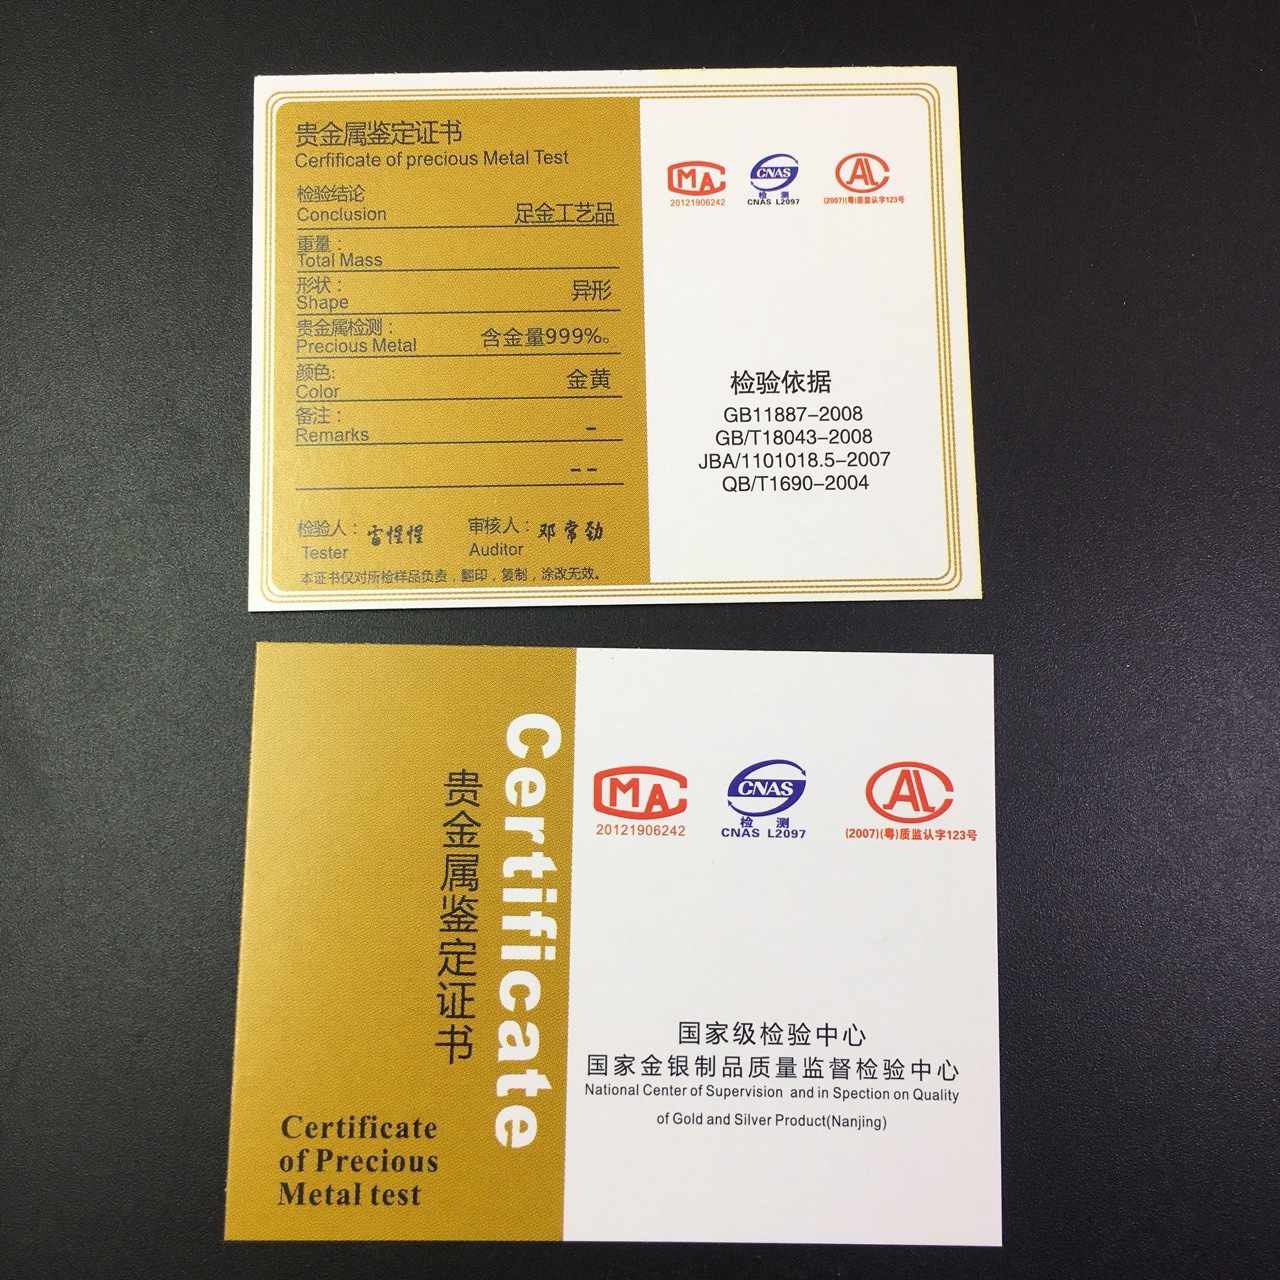 贵金属鉴定证书
Cerfificate of precious Metal Test
检验结论
Conclusion
足金工艺品
重量：
Total Mass
形状：
Shape
异形
贵金属检测：
Precious Metal
含金量999‰
颜色:
Color
金黄
备注：
Remarks
–
– –
检验人：
Tester
审核人：邓常劲
Auditor
本证书仅对所检样品负责，翻印，复制，涂改无效。
CMA
20121906242
CNAS
检 测
CNAS L2097
CAL
(2007)(粤)质监认字123号
检验依据
GB11887–2008
GB/T18043–2008
JBA/1101018.5–2007
QB/T1690–2004
贵金属鉴定证书
Certificate
Certificate
of Precious
Metal test
CMA
20121906242
CNAS
检 测
CNAS L2097
CAL
(2007)(粤)质监认字123号
国家级检验中心
国家金银制品质量监督检验中心
National Center of Supervision and in Spection on Quality
of Gold and Silver Product(Nanjing)